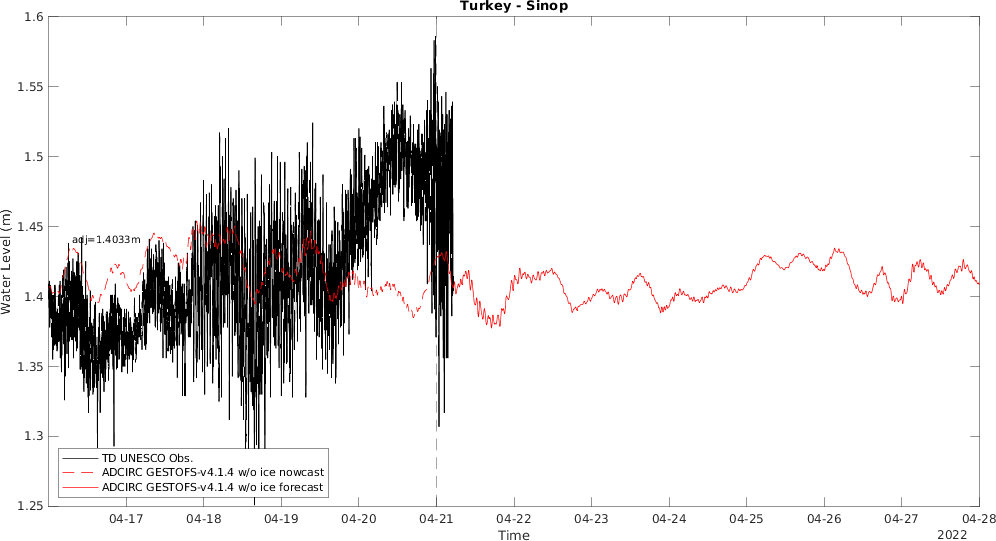 Turkey - Sinop
1.6
1.55
1.5
1.45
1.4
1.35
1.3
1.25
Water Level (m)
adj=1.4033m
TD UNESCO Obs.
ADCIRC GESTOFS-v4.1.4 w/o ice nowcast
ADCIRC GESTOFS-v4.1.4 w/o ice forecast
04-17 04-18 04-19 04-20 04-21 04-22 04-23 04-24 04-25 04-26 04-27 04-28
Time
2022